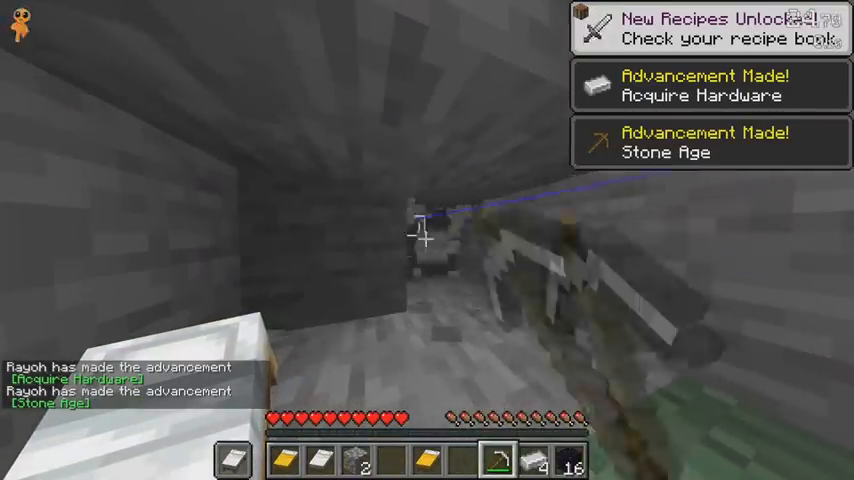 New Recipes Unlocked!
Check your recipe book
Advancement Made!
Acquire Hardware
Advancement Made!
Stone Age
Rayoh has made the advancement
[Acquire Hardware]
Rayoh has made the advancement
[Stone Age]
2
4
16